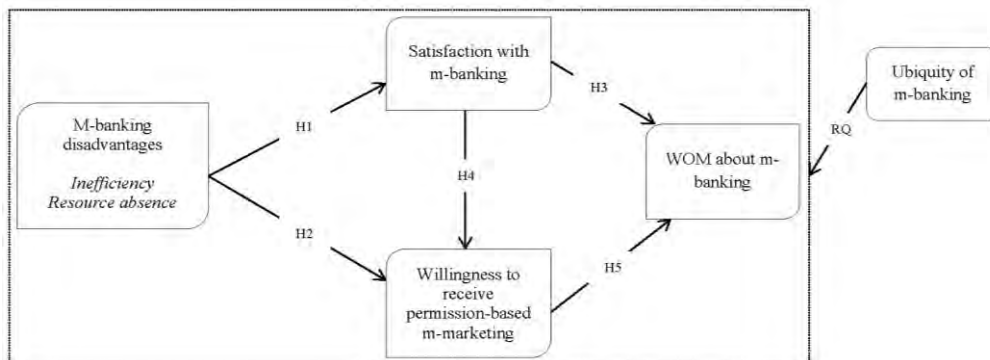 M-banking
disadvantages
Inefficiency
Resource absence
H1
H2
Satisfaction with
m-banking
H4
Willingness to
receive
permission-based
m-marketing
H3
H5
WOM about m-
banking
RQ
Ubiquity of
m-banking